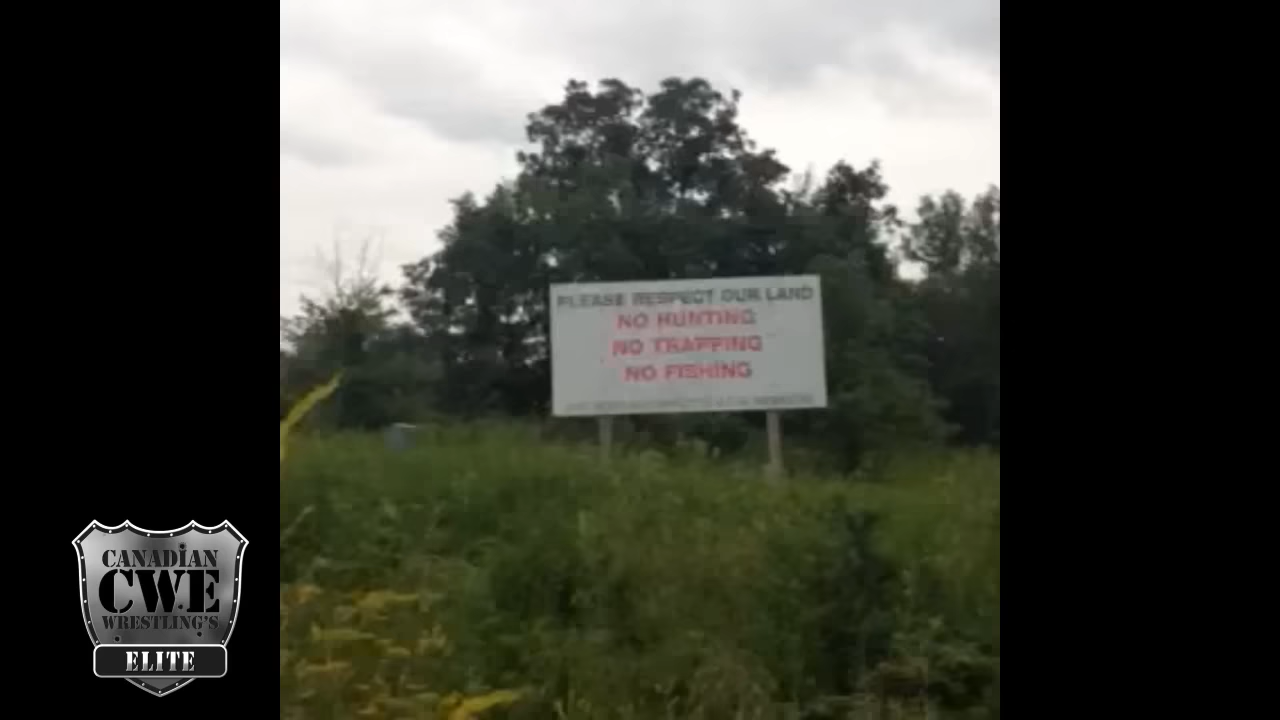 PLEASE RESPECT OUR LAND
NO HUNTING
NO TRAPPING
NO FISHING
CANADIAN
CWE
WRESTLING'S
ELITE